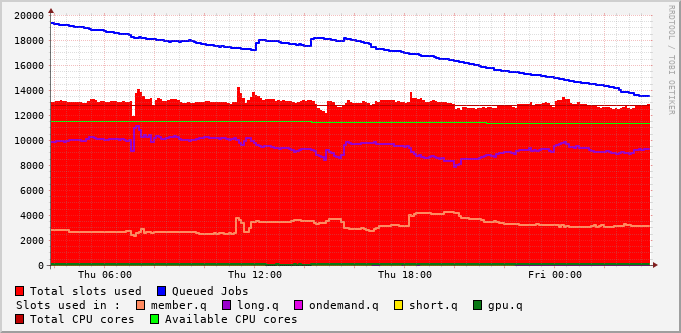 20000
18000
16000
14000
12000
10000
8000
6000
4000
2000
0
Thu 06:00 Thu 12:00 Thu 18:00 Fri 00:00
RRDTOOL / TOBI OETIKER
Total slots used Queued Jobs
Slots used in : member.q long.q ondemand.q short.q gpu.q
Total CPU cores Available CPU cores